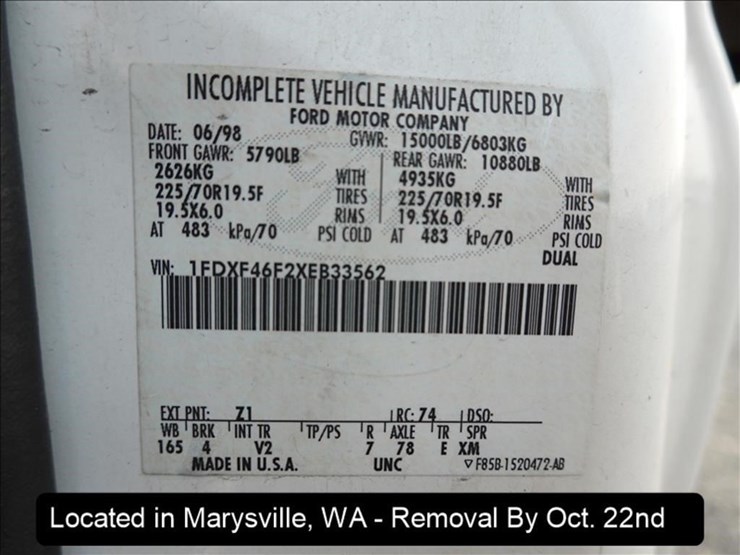 INCOMPLETE VEHICLE MANUFACTURED BY
FORD MOTOR COMPANY
DATE: 06/98 GVWR: 15000LB/6803KG
FRONT GAWR: 5790LB REAR GAWR: 10880LB
2626KG WITH 4935KG WITH
225/70R19.5F TIRES 225/70R19.5F TIRES
19.5X6.0 RIMS 19.5X6.0 RIMS
AT 483 kPa/70 PSI COLD AT 483 kPa/70 PSI COLD
DUAL
VIN: 1FDXF46F2XEB33562
EXT PNT: Z1 RC: 74 DSO:
WB BRK INT TR TP/PS R AXLE TR SPR
165 4 V2 7 78 E XM
MADE IN U.S.A. UNC ▽ F85B-1520472-AB
Located in Marysville, WA - Removal By Oct. 22nd